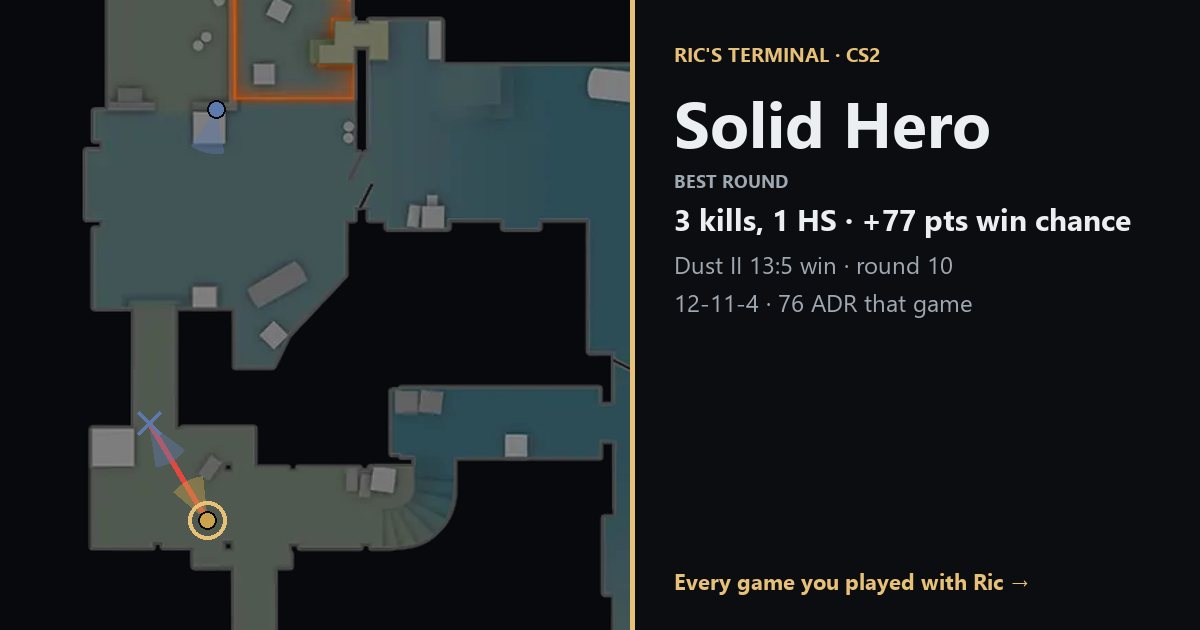 RIC'S TERMINAL · CS2
Solid Hero
BEST ROUND
3 kills, 1 HS · +77 pts win chance
Dust II 13:5 win · round 10
12-11-4 · 76 ADR that game
Every game you played with Ric →